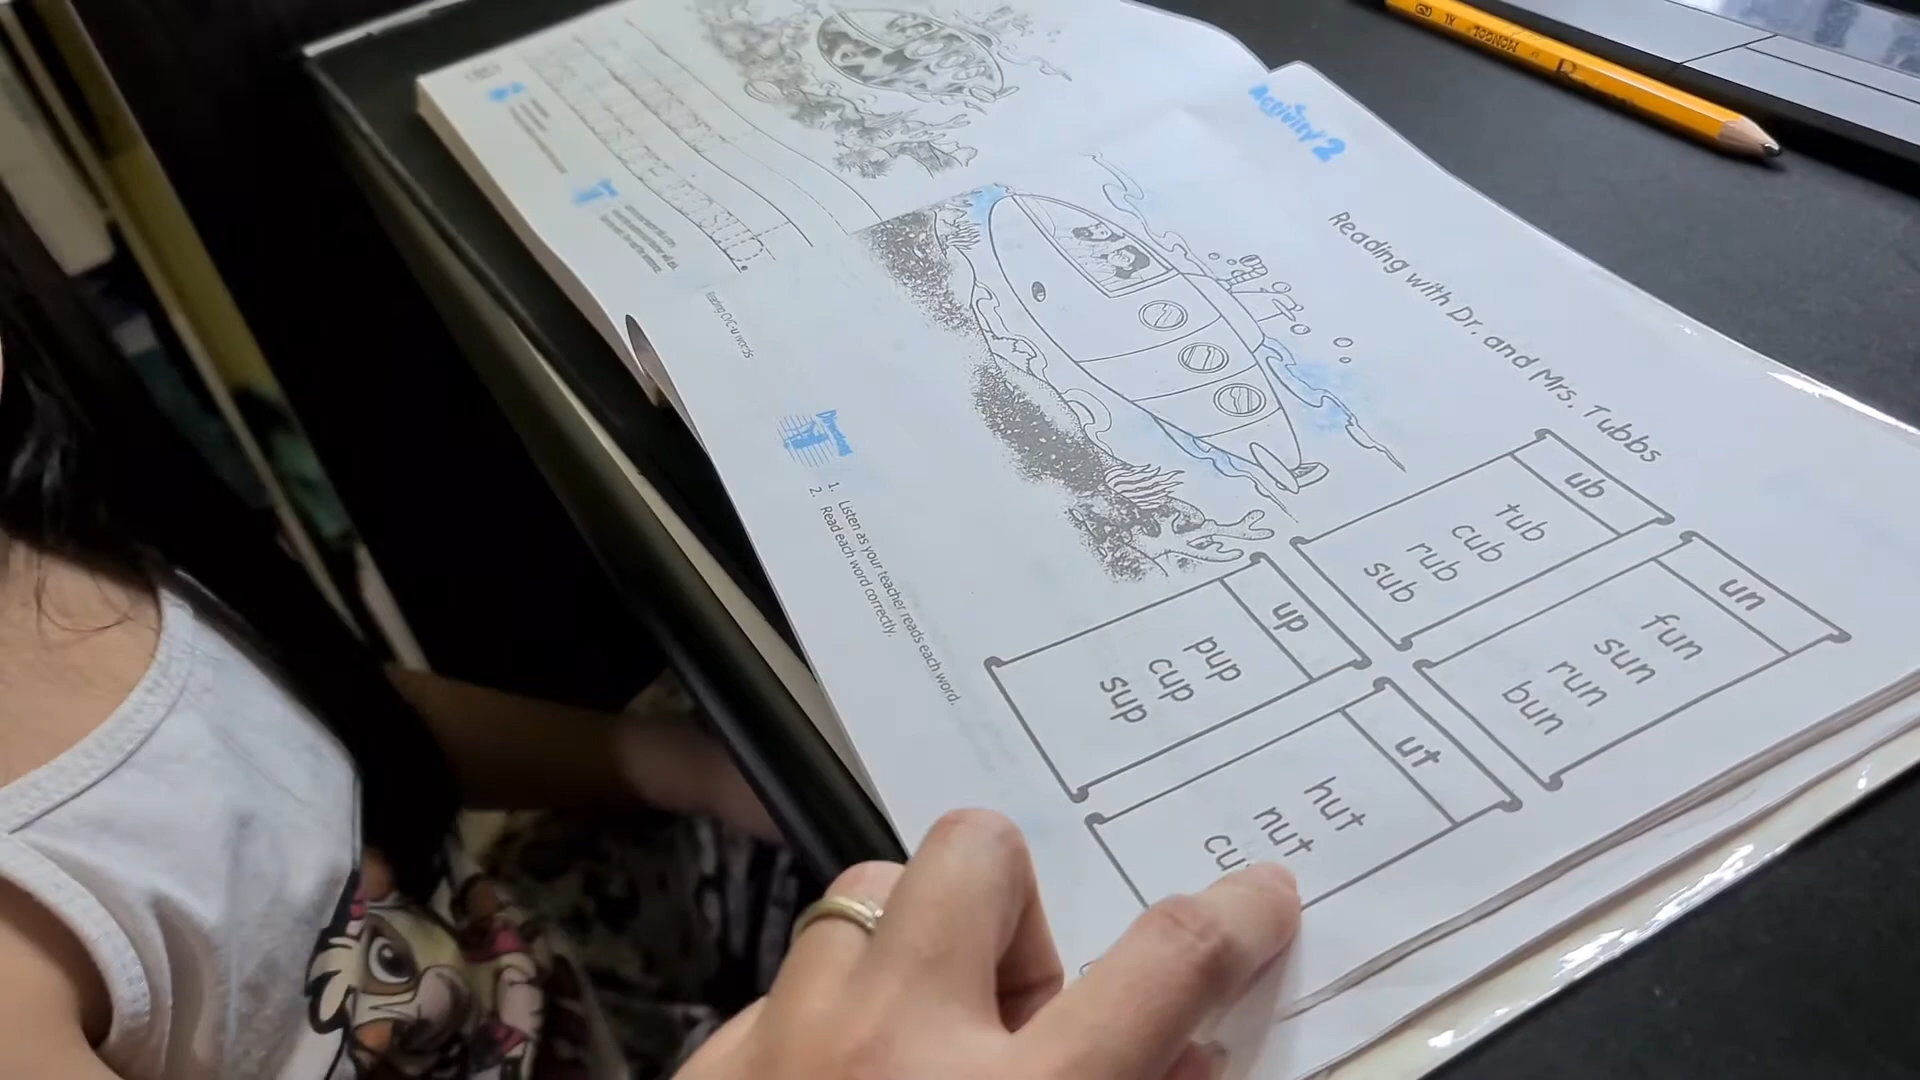 Activity 2
Reading with Dr. and Mrs. Tubbs
ub
tub
cub
rub
sub
un
fun
sun
run
bun
up
pup
cup
sup
ut
hut
nut
1. Listen as your teacher reads each word.
2. Read each word correctly.
MONGOL